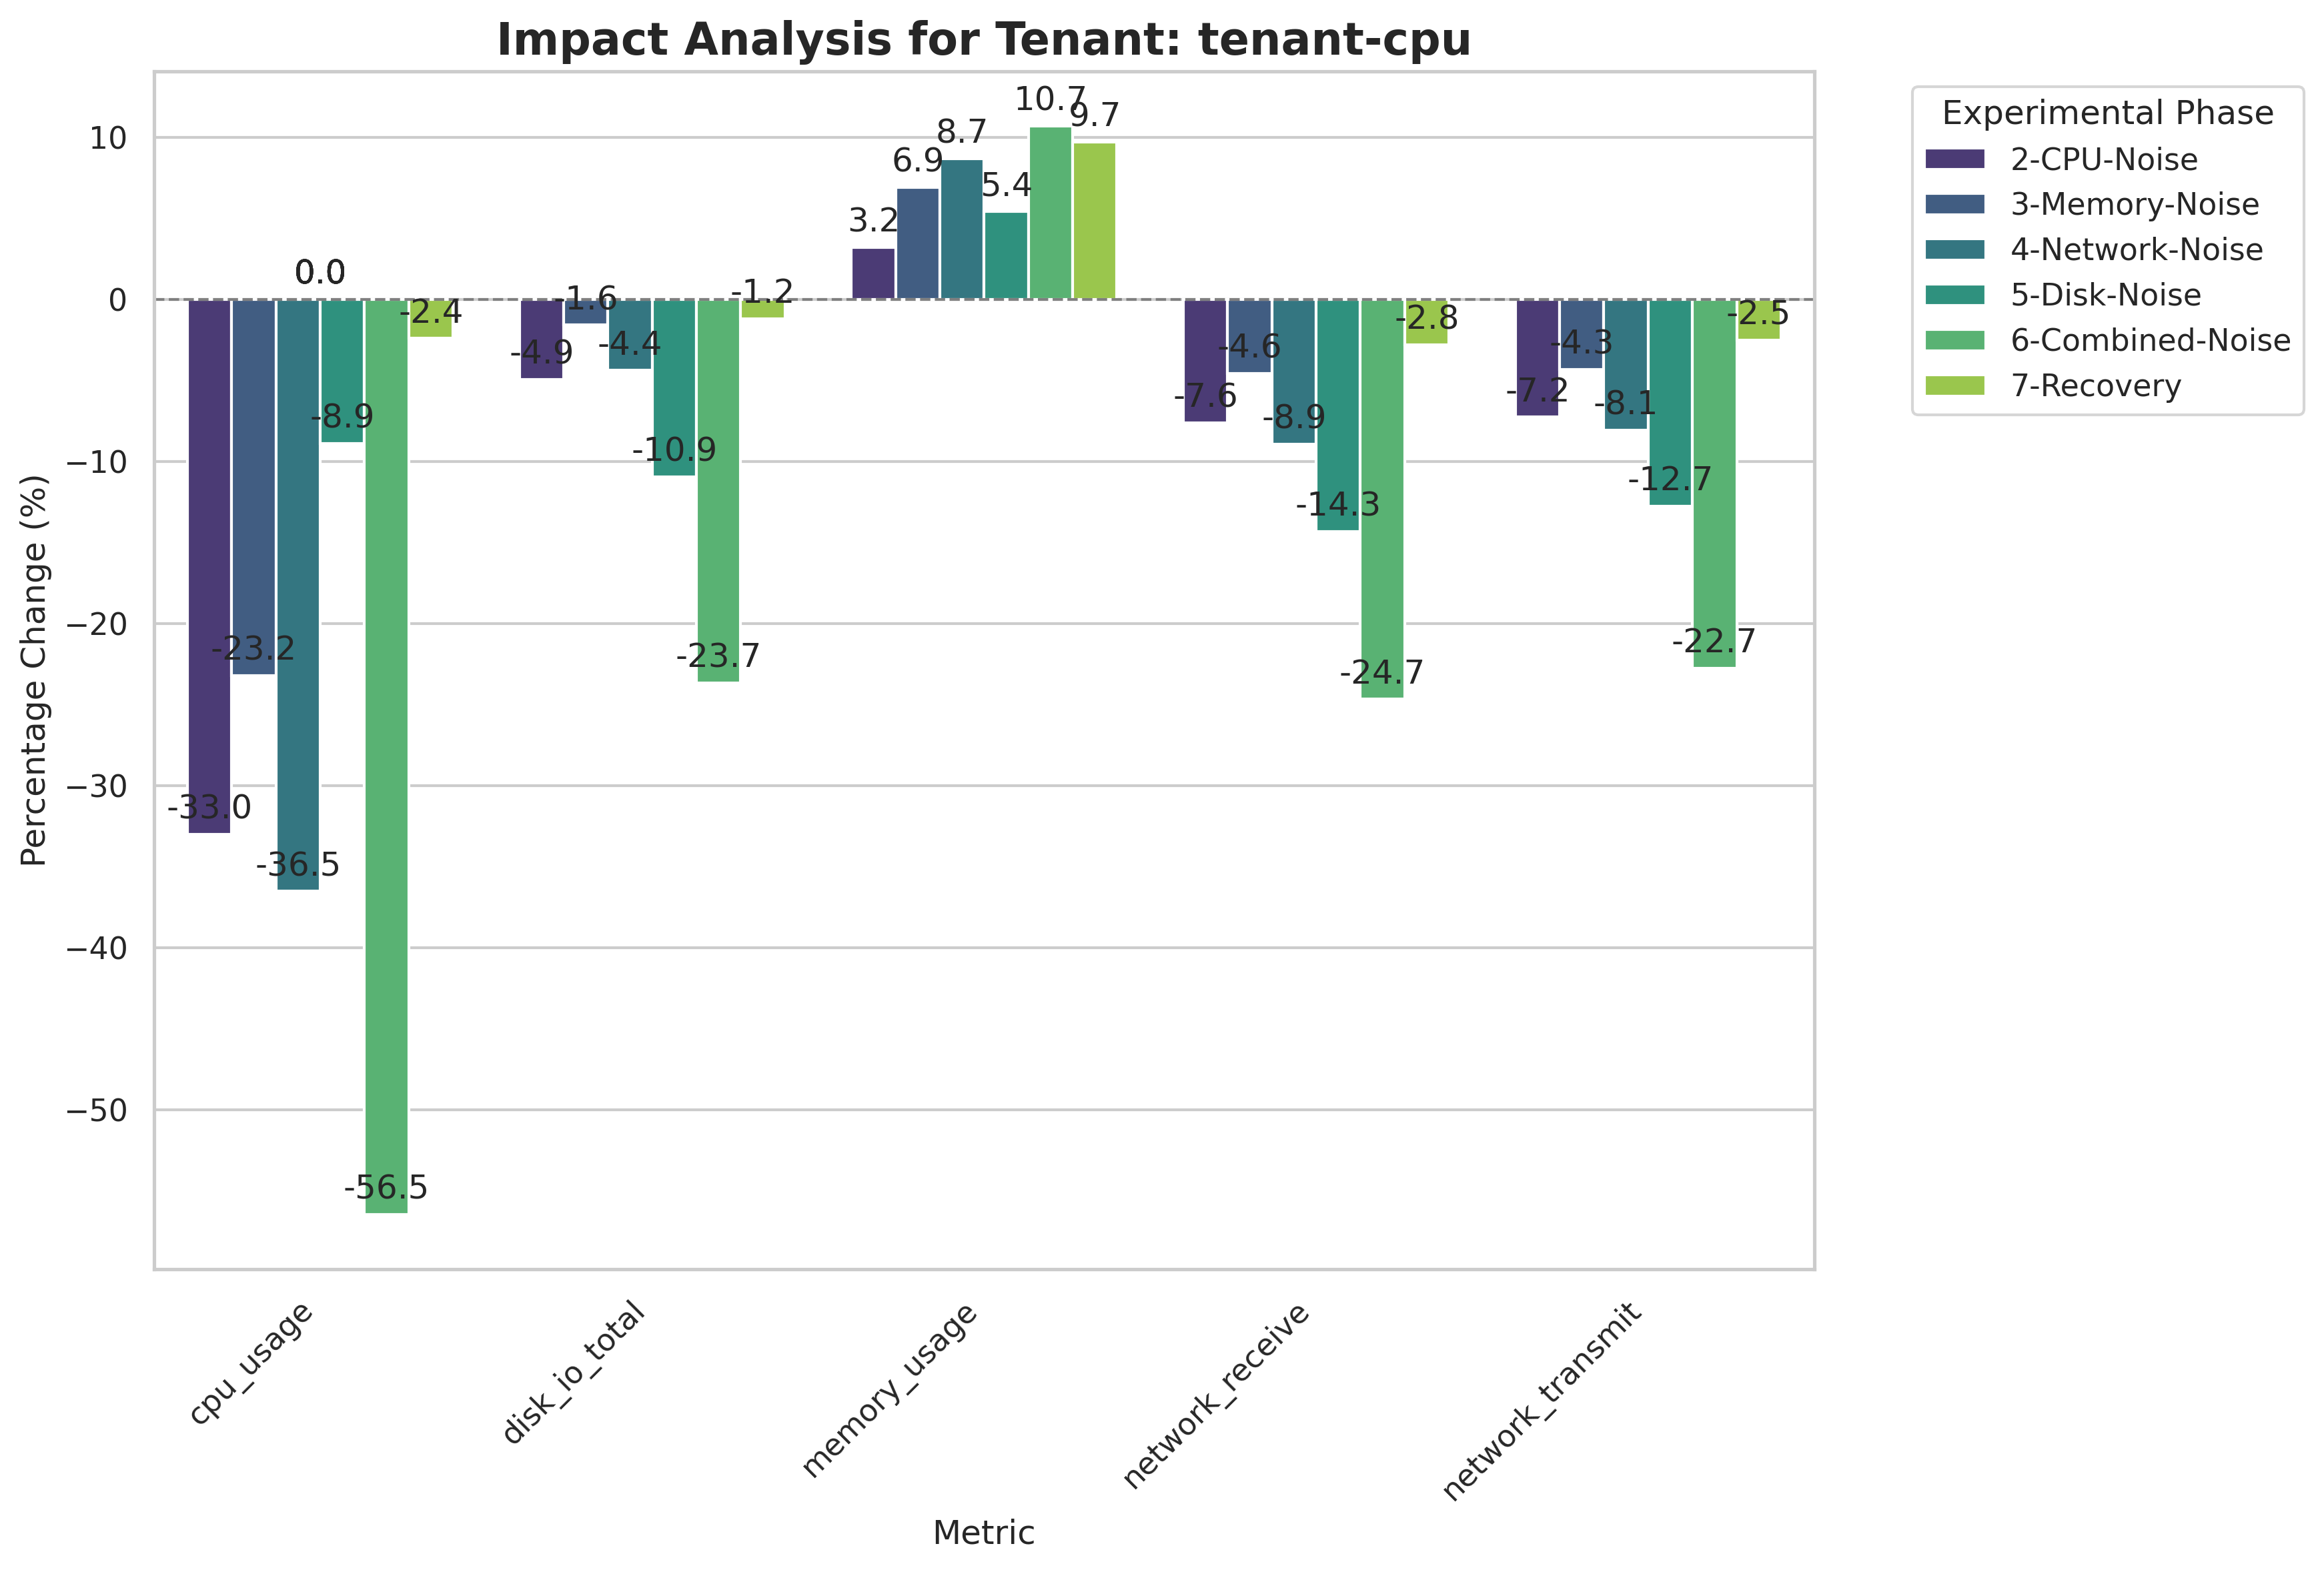 Impact Analysis for Tenant: tenant-cpu
Percentage Change (%)
10
0
−10
−20
−30
−40
−50
-33.0
-23.2
-36.5
0.0
-8.9
-56.5
-2.4
-4.9
-1.6
-4.4
-10.9
-23.7
-1.2
3.2
6.9
8.7
5.4
10.7
9.7
-7.6
-4.6
-8.9
-14.3
-24.7
-2.8
-7.2
-4.3
-8.1
-12.7
-22.7
-2.5
cpu_usage
disk_io_total
memory_usage
network_receive
network_transmit
Metric
Experimental Phase
2-CPU-Noise
3-Memory-Noise
4-Network-Noise
5-Disk-Noise
6-Combined-Noise
7-Recovery